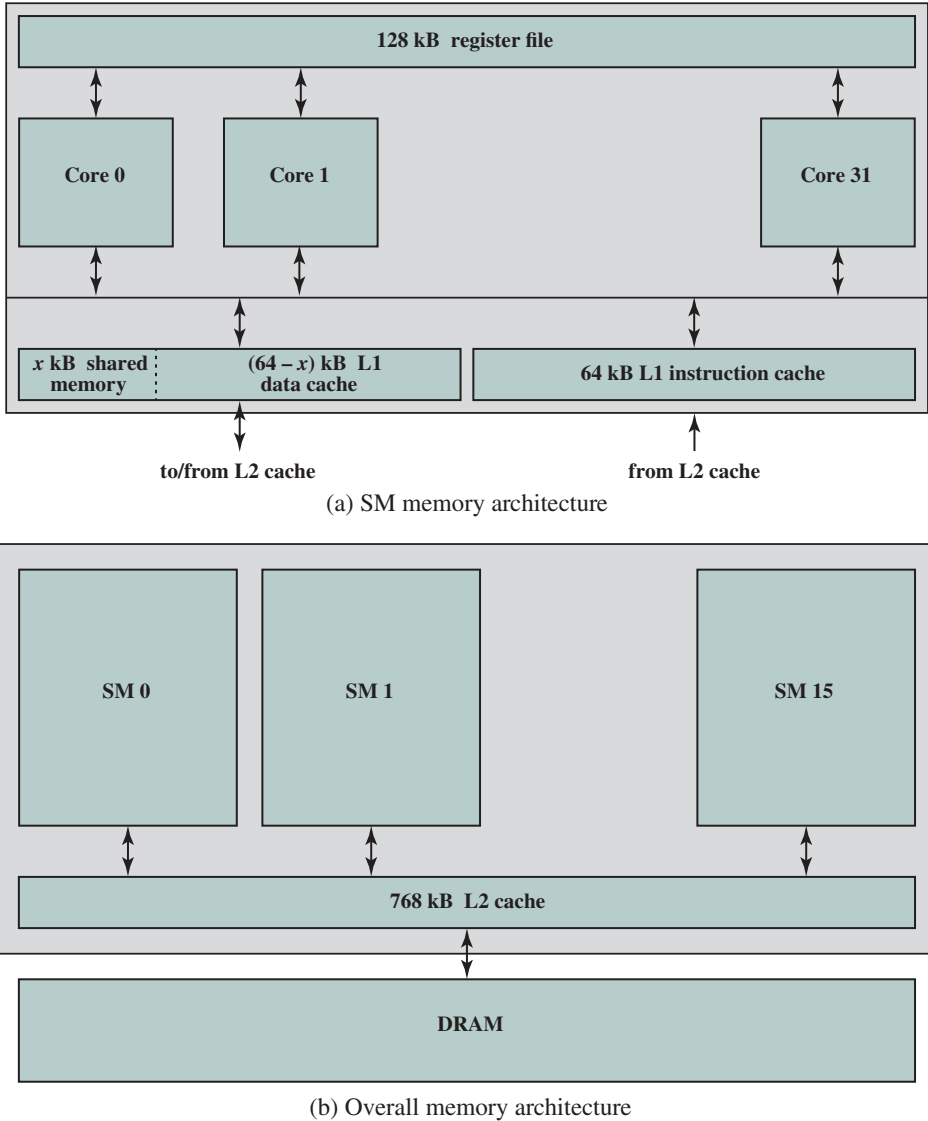 128 kB register file
Core 0
Core 1
Core 31
x kB shared
memory
(64 – x) kB L1
data cache
64 kB L1 instruction cache
to/from L2 cache
from L2 cache
(a) SM memory architecture
SM 0
SM 1
SM 15
768 kB L2 cache
DRAM
(b) Overall memory architecture